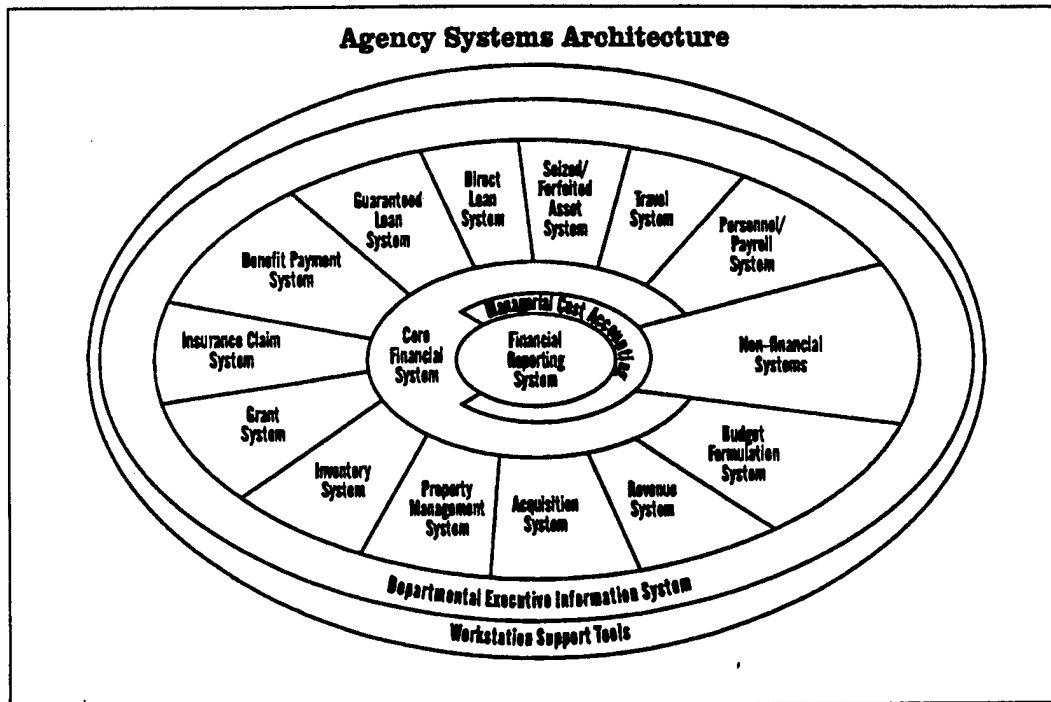 Agency Systems Architecture
Seized/
Forfeited
Asset
System
Direct
Loan
System
Travel
System
Guaranteed
Loan
System
Personnel/
Payroll
System
Benefit Payment
System
Managerial Cost Accounting
Insurance Claim
System
Core
Financial
System
Financial
Reporting
System
Non-financial
Systems
Grant
System
Budget
Formulation
System
Inventory
System
Property
Management
System
Acquisition
System
Revenue
System
Departmental Executive Information System
Workstation Support Tools